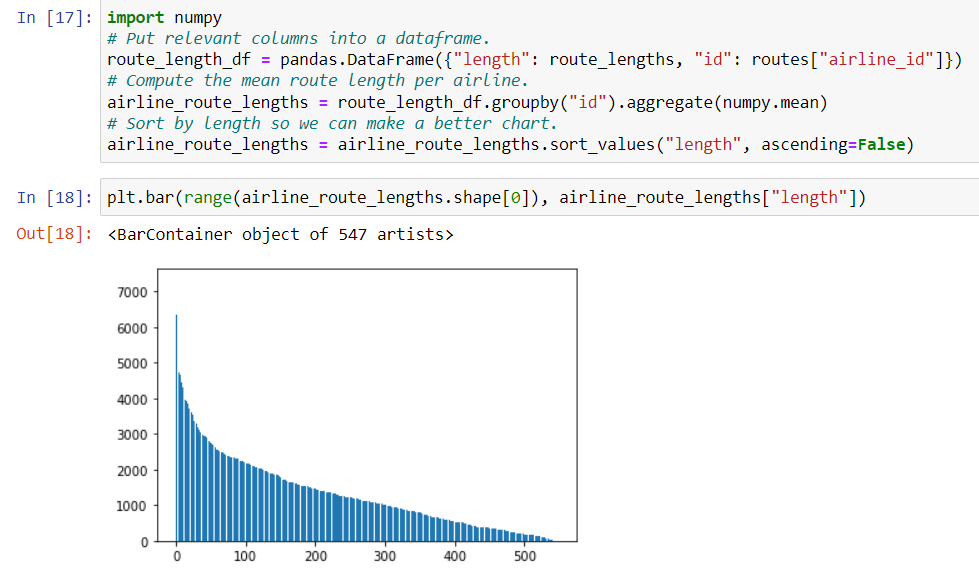 In [17]: import numpy
# Put relevant columns into a dataframe.
route_length_df = pandas.DataFrame({"length": route_lengths, "id": routes["airline_id"]})
# Compute the mean route length per airline.
airline_route_lengths = route_length_df.groupby("id").aggregate(numpy.mean)
# Sort by length so we can make a better chart.
airline_route_lengths = airline_route_lengths.sort_values("length", ascending=False)
In [18]: plt.bar(range(airline_route_lengths.shape[0]), airline_route_lengths["length"])
Out[18]: <BarContainer object of 547 artists>
7000
6000
5000
4000
3000
2000
1000
0
0 100 200 300 400 500